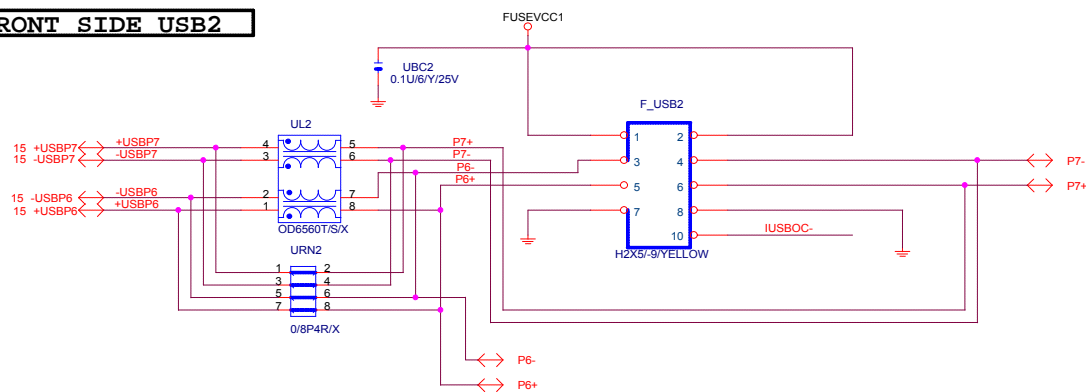 RONT SIDE USB2
FUSEVCC1
UBC2
0.1U/6/Y/25V
F_USB2
UL2
15 +USBP7 +USBP7 4 5 P7+
15 -USBP7 -USBP7 3 6 P7-
P6-
15 -USBP6 -USBP6 2 7 P6+
15 +USBP6 +USBP6 1 8
OD6560T/S/X
1 2
3 4 P7-
5 6 P7+
7 8
10 IUSBOC-
H2X5/-9/YELLOW
URN2
1 2
3 4
5 6
7 8
0/8P4R/X
P6-
P6+